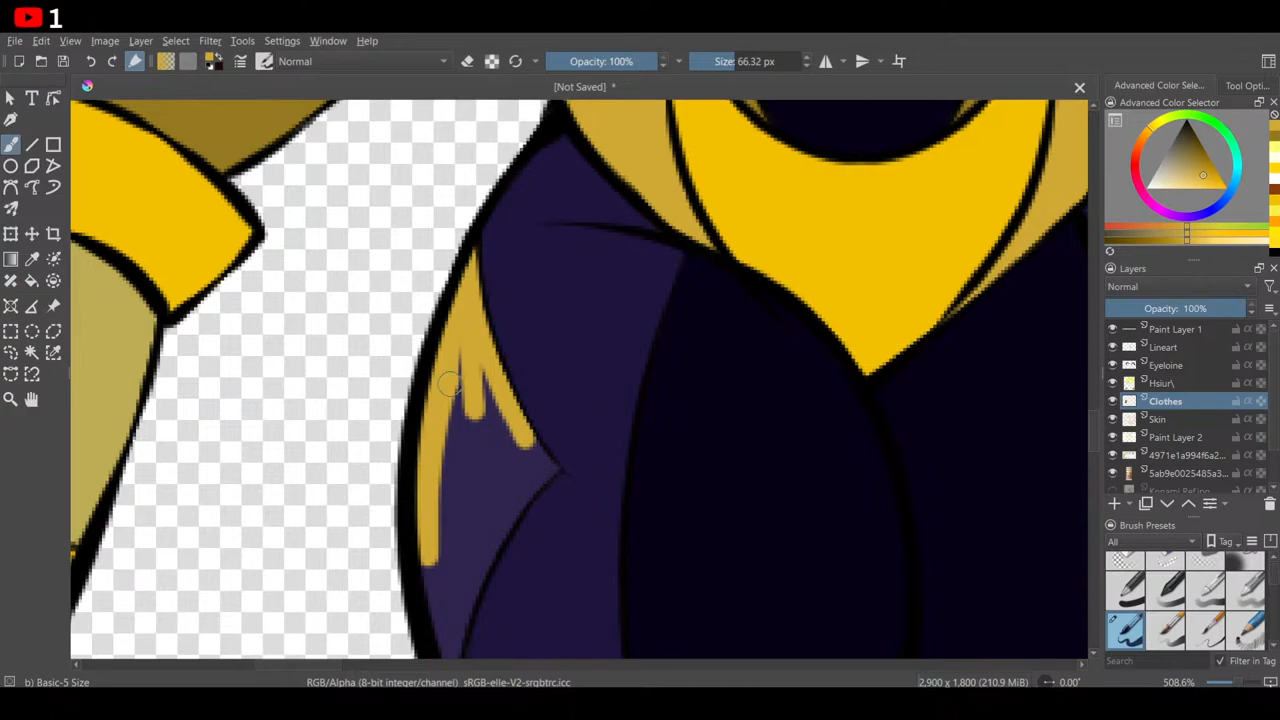 1
File Edit View Image Layer Select Filter Tools Settings Window Help
Normal Opacity: 100% Size: 66.32 px
[Not Saved] *
Advanced Color Sele... Tool Opti...
Advanced Color Selector
Layers
Normal
Opacity: 100%
Paint Layer 1
Lineart
Eyeloine
Hsiur\
Clothes
Skin
Paint Layer 2
4971e1a994f6a2...
5ab9e0025485a3...
Brush Presets
All Tag
Search Filter in Tag
b) Basic-5 Size RGB/Alpha (8-bit integer/channel) sRGB-elle-V2-srgbtrc.icc 2,900 x 1,800 (210.9 MiB) 0.00° 508.6%